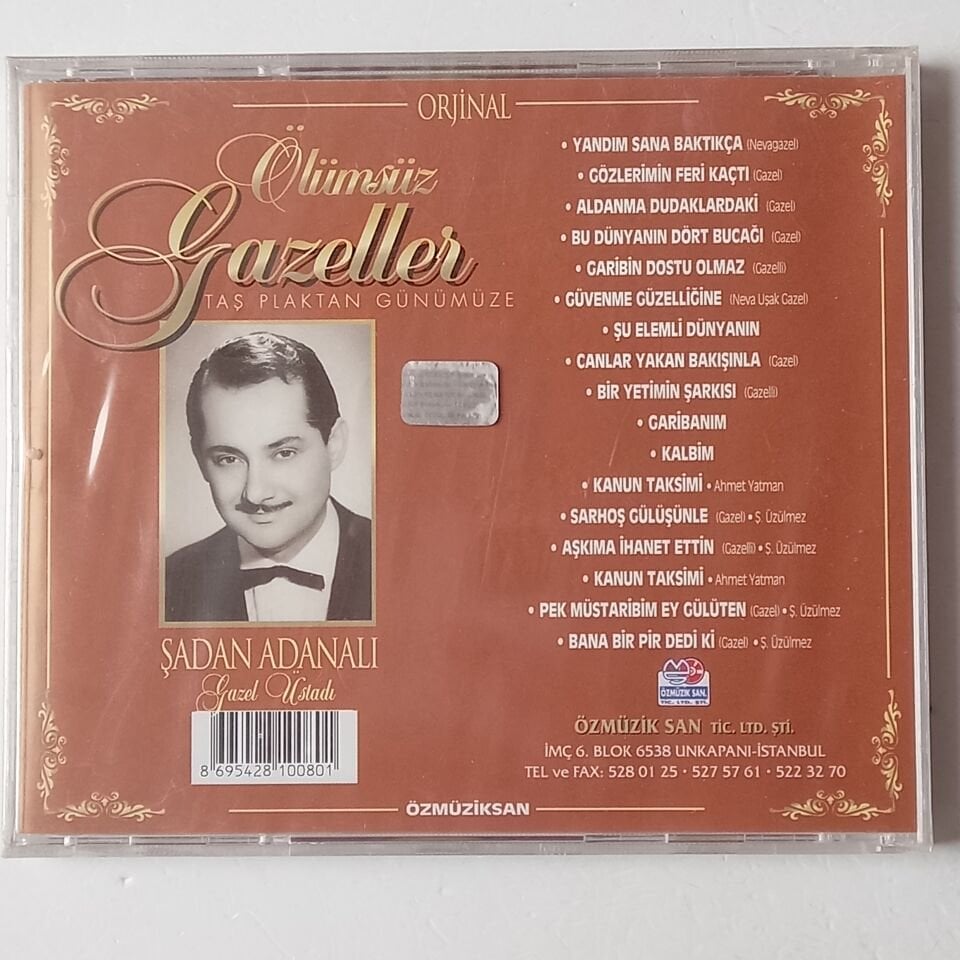 ORJİNAL
Ölümsüz
Gazeller
TAŞ PLAKTAN GÜNÜMÜZE
ŞADAN ADANALI
Gazel Üstadı
8 695428 100801
• YANDIM SANA BAKTIKÇA (Nevagazel)
• GÖZLERİMİN FERİ KAÇTI (Gazel)
• ALDANMA DUDAKLARDAKİ (Gazel)
• BU DÜNYANIN DÖRT BUCAĞI (Gazel)
• GARİBİN DOSTU OLMAZ (Gazelli)
• GÜVENME GÜZELLİĞİNE (Neva Uşak Gazel)
• ŞU ELEMLİ DÜNYANIN
• CANLAR YAKAN BAKIŞINLA (Gazel)
• BİR YETİMİN ŞARKISI (Gazelli)
• GARİBANIM
• KALBİM
• KANUN TAKSİMİ • Ahmet Yatman
• SARHOŞ GÜLÜŞÜNLE (Gazel) • Ş. Üzülmez
• AŞKIMA İHANET ETTİN (Gazelli) • Ş. Üzülmez
• KANUN TAKSİMİ • Ahmet Yatman
• PEK MÜSTARİBİM EY GÜLÜTEN (Gazel) • Ş. Üzülmez
• BANA BİR PİR DEDİ Kİ (Gazel) • Ş. Üzülmez
ÖZMÜZİK SAN.
TİC. LTD. ŞTİ.
ÖZMÜZİK SAN TİC. LTD. ŞTİ.
İMÇ 6. BLOK 6538 UNKAPANI-İSTANBUL
TEL ve FAX: 528 01 25 • 527 57 61 • 522 32 70
ÖZMÜZİKSAN